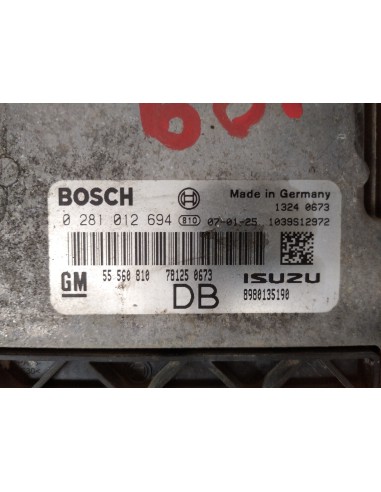 BOSCH Made in Germany
1324 0673
0 281 012 694 810 07-01-25 1039S12972
GM 55 560 810 78125 0673 ISUZU
DB 8980135190